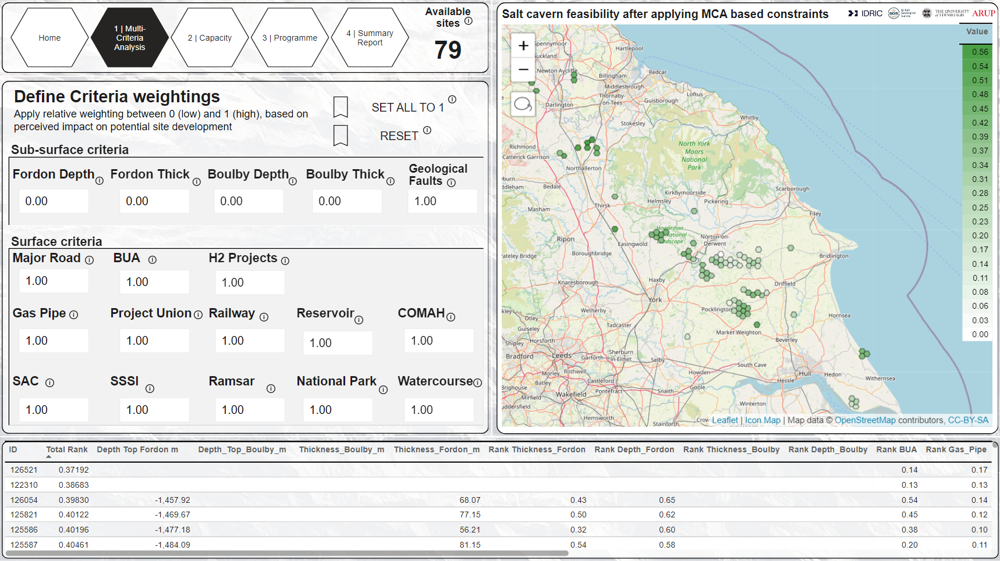 Home
1 | Multi-
Criteria
Analysis
2 | Capacity
3 | Programme
4 | Summary
Report
Available
sites
79
Define Criteria weightings
Apply relative weighting between 0 (low) and 1 (high), based on
perceived impact on potential site development
SET ALL TO 1
RESET
Sub-surface criteria
Fordon Depth
Fordon Thick
Boulby Depth
Boulby Thick
Geological
Faults
0.00
0.00
0.00
0.00
1.00
Surface criteria
Major Road
BUA
H2 Projects
1.00
1.00
1.00
Gas Pipe
Project Union
Railway
Reservoir
COMAH
1.00
1.00
1.00
1.00
1.00
SAC
SSSI
Ramsar
National Park
Watercourse
1.00
1.00
1.00
1.00
1.00
Salt cavern feasibility after applying MCA based constraints
IDRIC
BGS
British
Geological
Survey
THE UNIVERSITY
of EDINBURGH
ARUP
+
−
Value
0.56
0.54
0.51
0.48
0.45
0.42
0.39
0.37
0.34
0.31
0.28
0.25
0.23
0.20
0.17
0.14
0.11
0.08
0.06
0.03
0.00
Spennymoor
Hartlepool
Auckland
Newton Aycliffe
Billingham
Redcar
Middlesbrough
Thornaby-
on-Tees
Loftus
Guisborough
Darlington
Whitby
Stokesley
North York
Moors
National
Park
Richmond
Catterick Garrison
Northallerton
Bedale
Scarborough
Kirkbymoorside
Thirsk
Helmsley
Pickering
Masham
Filey
Howardian
National
Landscape
Ripon
Easingwold
Norton-on-
Derwent
Pateley Bridge
Boroughbridge
Bridlington
Knaresborough
Haxby
Driffield
York
Wetherby
Pocklington
Otley
Hornsea
Tadcaster
Guiseley
Market Weighton
Beverley
Shipley
Horsforth
Sherburn
in-Elmet
Bradford
Leeds
Garforth
Selby
South Cave
Morley
Rothwell
Howden
Hull
Hedon
Withernsea
Batley
Castleford
Hessle
Brighouse
Pontefract
Snaith
Goole
Wakefield
Huddersfield
Winterton
Hemsworth
Stainforth
Crow
Leaflet | Icon Map | Map data © OpenStreetMap contributors, CC-BY-SA
ID Total Rank Depth Top Fordon m Depth_Top_Boulby_m Thickness_Boulby_m Thickness_Fordon_m Rank Thickness_Fordon Rank Depth_Fordon Rank Thickness_Boulby Rank Depth_Boulby Rank BUA Rank Gas_Pipe
126521 0.37192 0.14 0.17
122310 0.38683 0.13 0.13
126054 0.39830 -1,457.92 68.07 0.43 0.65 0.54 0.14
125821 0.40122 -1,469.67 77.15 0.50 0.62 0.45 0.12
125586 0.40196 -1,477.18 56.21 0.32 0.60 0.38 0.10
125587 0.40461 -1,484.09 81.15 0.54 0.58 0.20 0.11